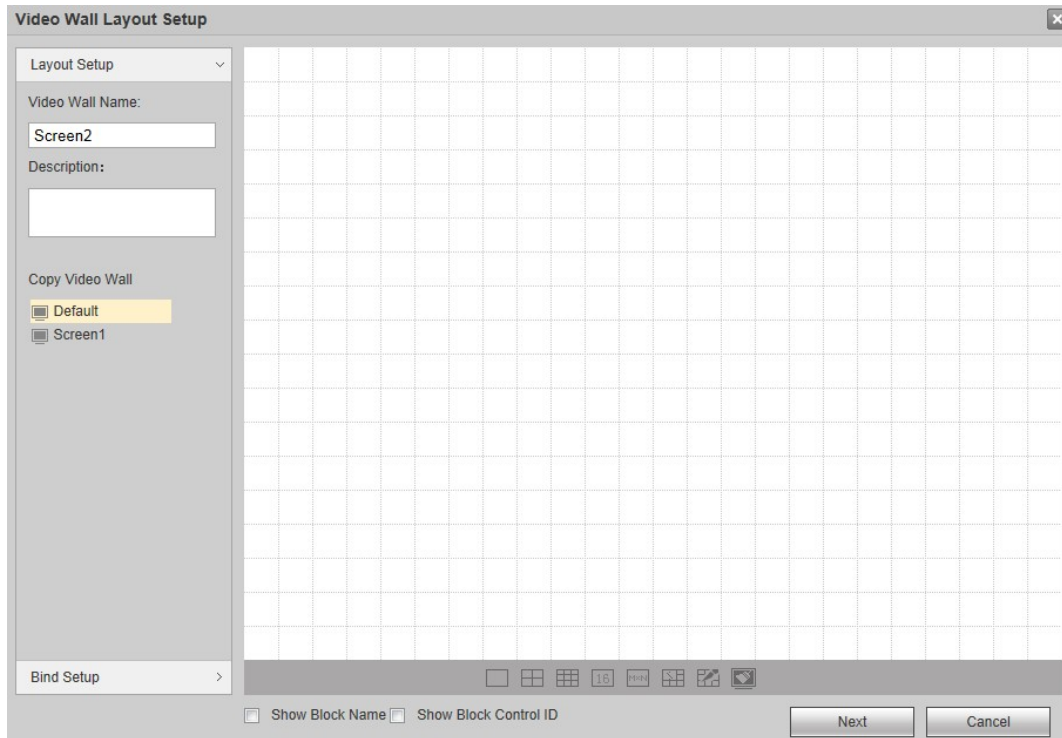 Video Wall Layout Setup
Layout Setup
Video Wall Name:
Screen2
Description:
Copy Video Wall
Default
Screen1
Bind Setup
16
M×N
Show Block Name
Show Block Control ID
Next
Cancel